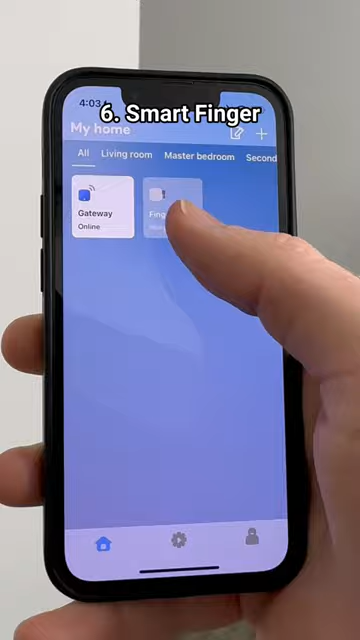 4:03
6. Smart Finger
My home
All Living room Master bedroom Second
Gateway
Online